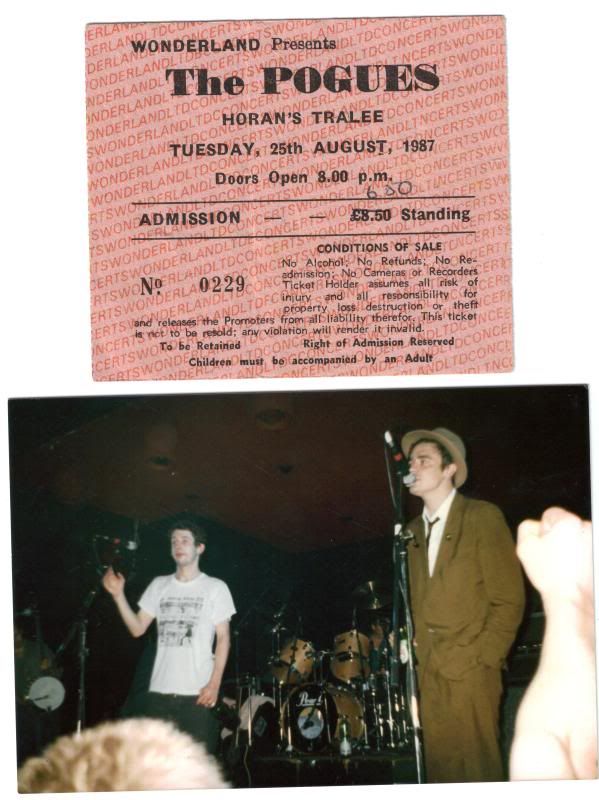 WONDERLAND Presents
The POGUES
HORAN'S TRALEE
TUESDAY, 25th AUGUST, 1987
Doors Open 8.00 p.m.
6.50
ADMISSION — — £8.50 Standing
CONDITIONS OF SALE
No Alcohol; No Refunds; No Re-
admission; No Cameras or Recorders
Ticket Holder assumes all risk of
injury and all responsibility for
property loss destruction or theft
and releases the Promoters from all liability therefor. This ticket
is not to be resold; any violation will render it invalid.
No 0229
To be Retained Right of Admission Reserved
Children must be accompanied by an Adult
Pearl